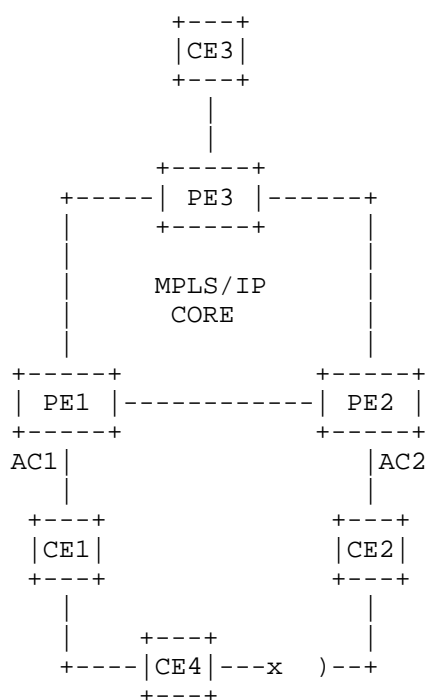 CE3
PE3
MPLS/IP
CORE
PE1 PE2
AC1 AC2
CE1 CE2
CE4 x )